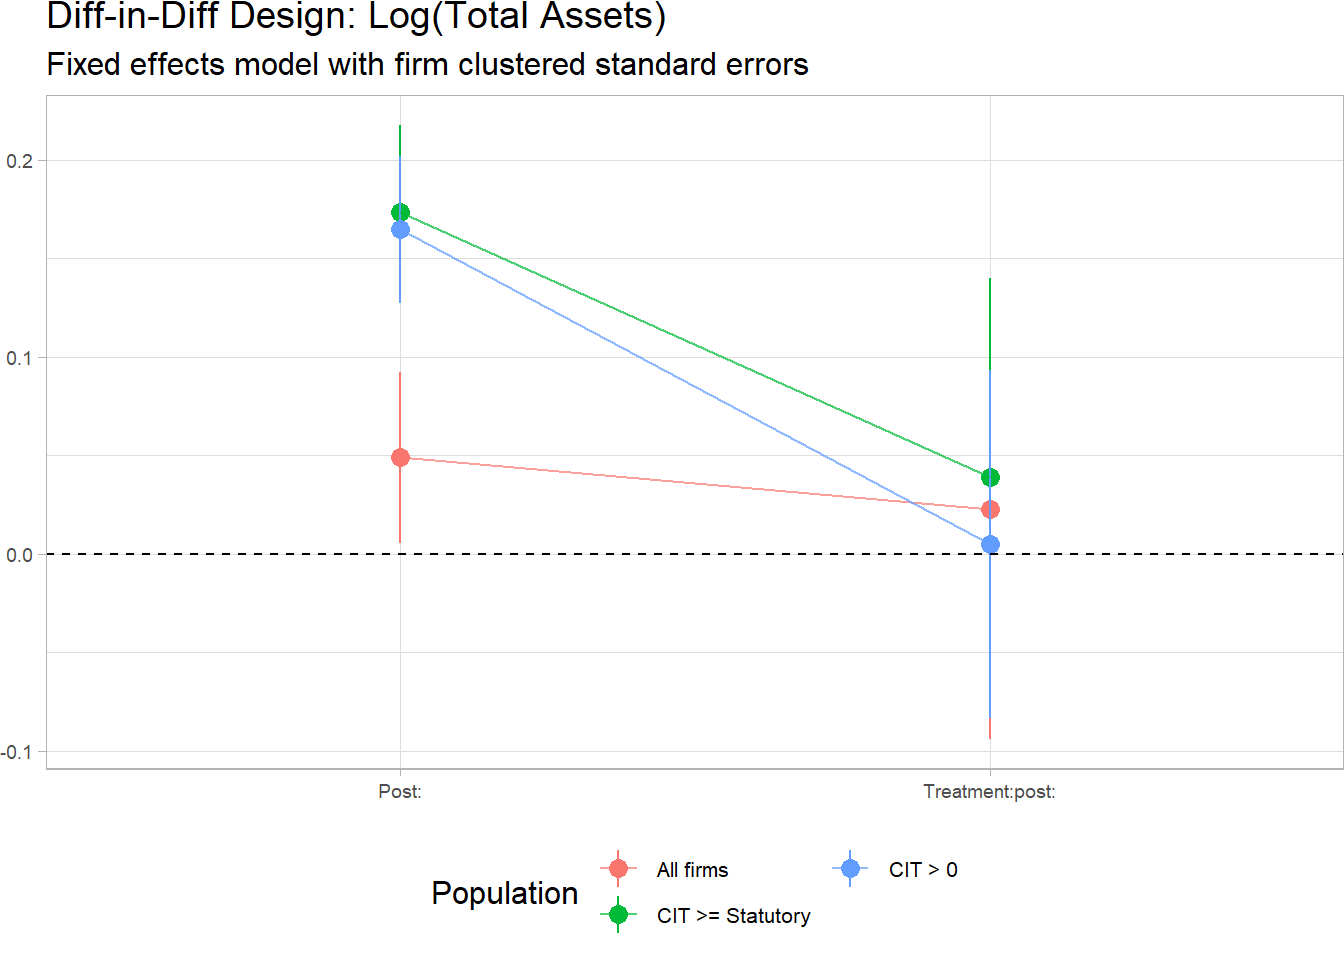 Diff-in-Diff Design: Log(Total Assets)
Fixed effects model with firm clustered standard errors
0.2
0.1
0.0
-0.1
Post:
Treatment:post:
Population
All firms
CIT > 0
CIT >= Statutory